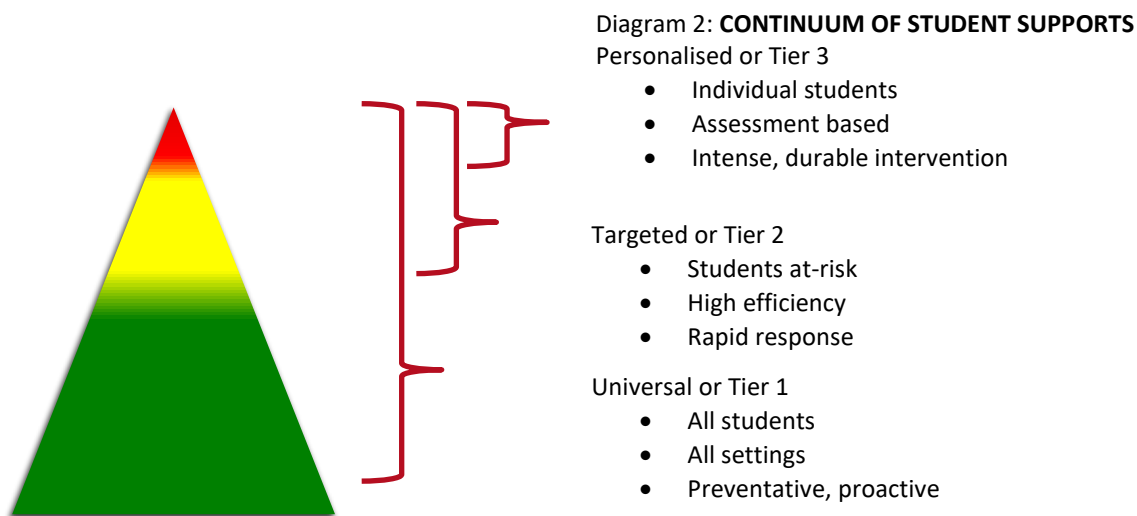 Diagram 2: CONTINUUM OF STUDENT SUPPORTS
Personalised or Tier 3
• Individual students
• Assessment based
• Intense, durable intervention
Targeted or Tier 2
• Students at-risk
• High efficiency
• Rapid response
Universal or Tier 1
• All students
• All settings
• Preventative, proactive